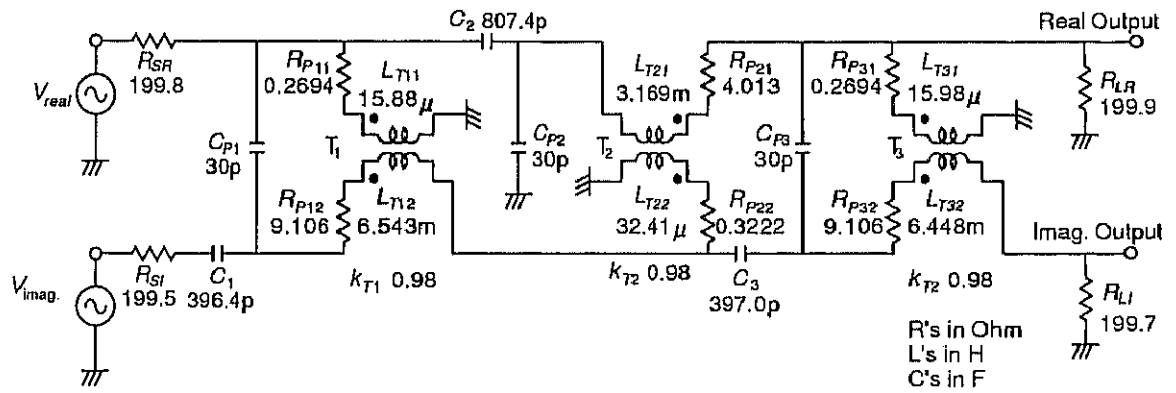 C2 807.4p
Real Output
RSR
199.8
Vreal
RP11
0.2694
LT11
15.88 μ
LT21
3.169m
RP21
4.013
RP31
0.2694
LT31
15.98 μ
RLR
199.9
CP1
30p
T1
CP2
30p
T2
CP3
30p
T3
RP12
9.106
LT12
6.543m
LT22
32.41 μ
RP22
0.3222
RP32
9.106
LT32
6.448m
Imag. Output
Vimag.
RSI
199.5
C1
396.4p
kT1 0.98
kT2 0.98
C3
397.0p
kT2 0.98
RLI
199.7
R's in Ohm
L's in H
C's in F